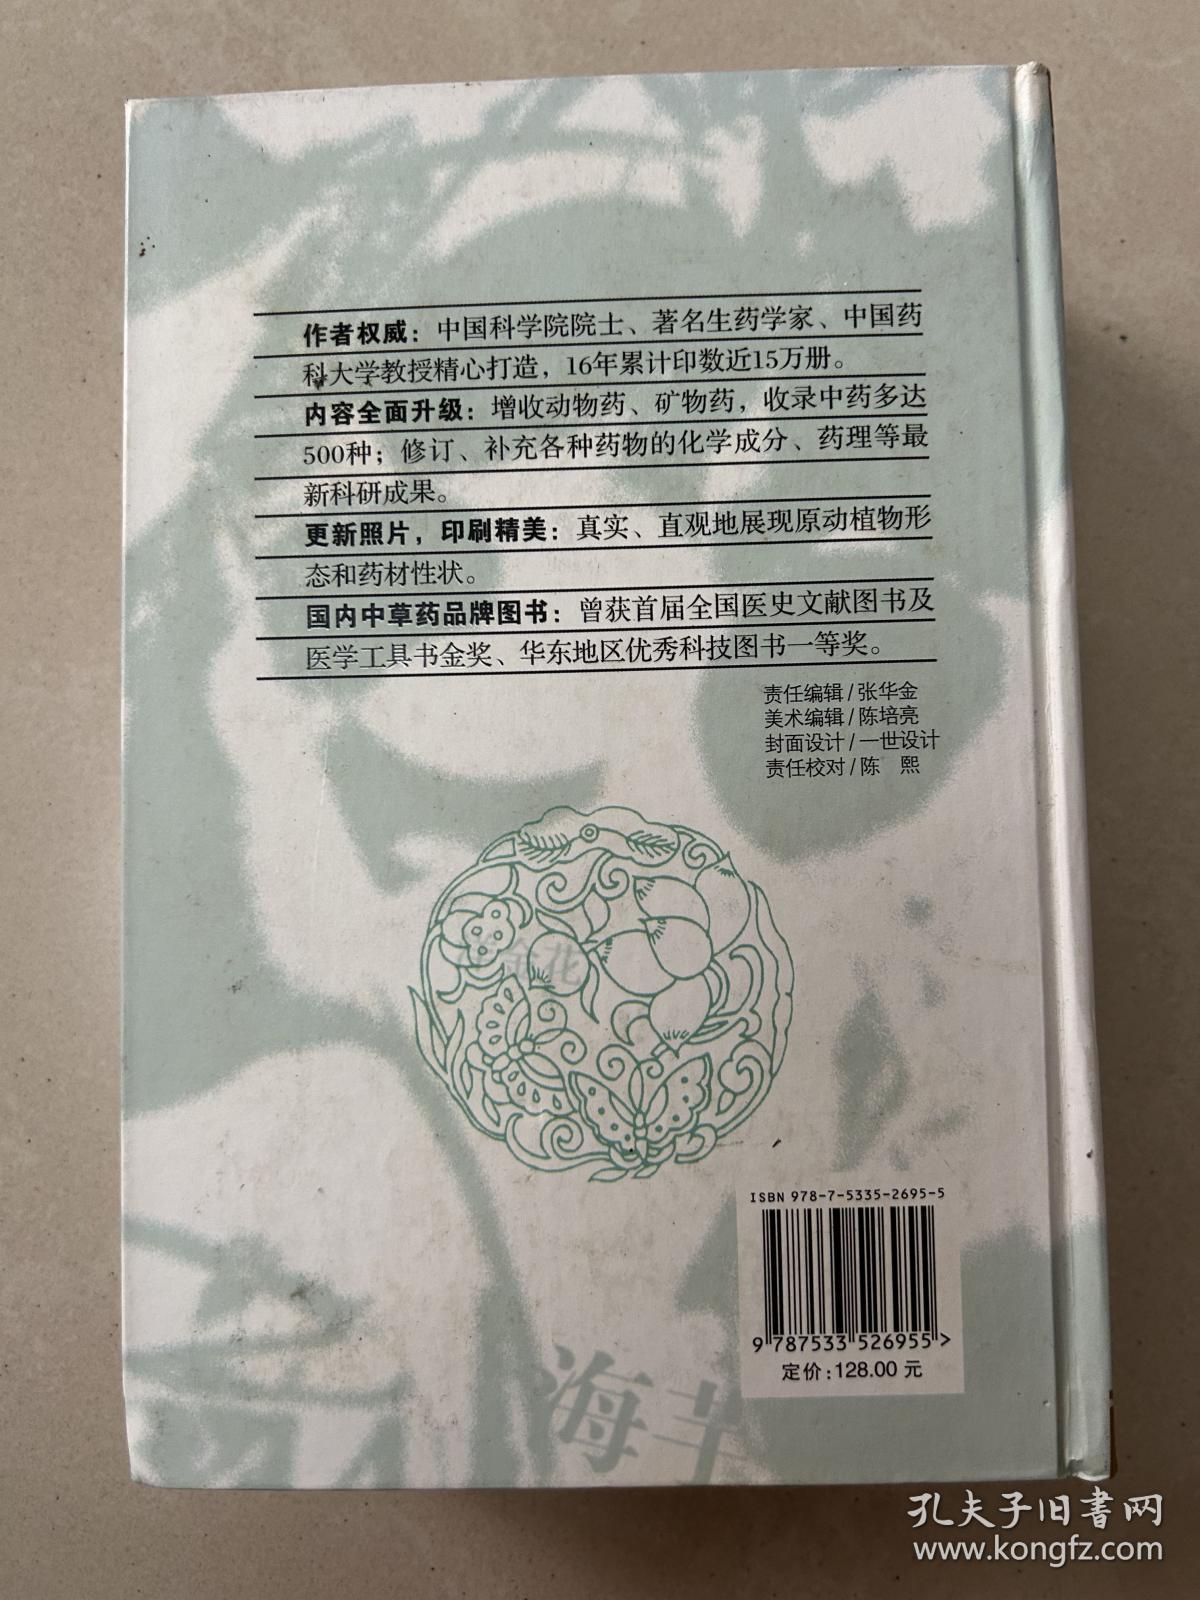 作者权威：中国科学院院士、著名生药学家、中国药
科大学教授精心打造，16年累计印数近15万册。
内容全面升级：增收动物药、矿物药，收录中药多达
500种；修订、补充各种药物的化学成分、药理等最
新科研成果。
更新照片，印刷精美：真实、直观地展现原动植物形
态和药材性状。
国内中草药品牌图书：曾获首届全国医史文献图书及
医学工具书金奖、华东地区优秀科技图书一等奖。
责任编辑/张华金
美术编辑/陈培亮
封面设计/一世设计
责任校对/陈　熙
金花
ISBN 978-7-5335-2695-5
9 787533 526955 >
定价：128.00 元
海芋
孔夫子旧书网
www.kongfz.com